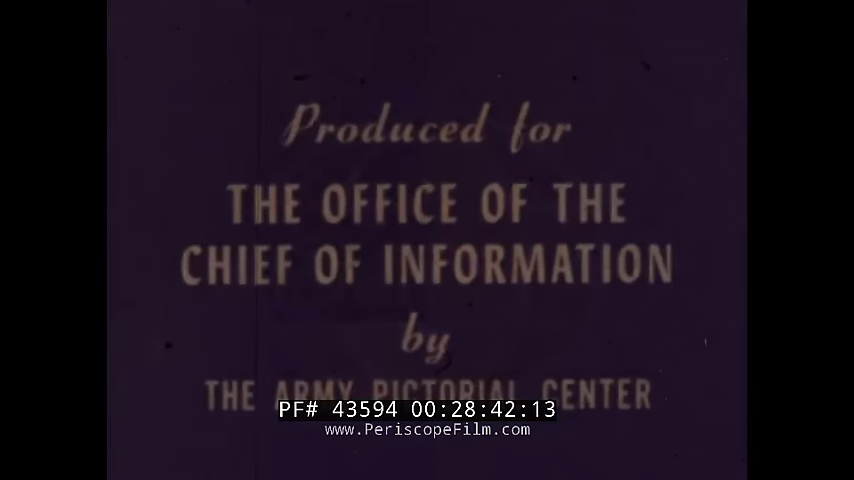 Produced for
THE OFFICE OF THE
CHIEF OF INFORMATION
by
THE ARMY PICTORIAL CENTER
PF# 43594 00:28:42:13
www.PeriscopeFilm.com